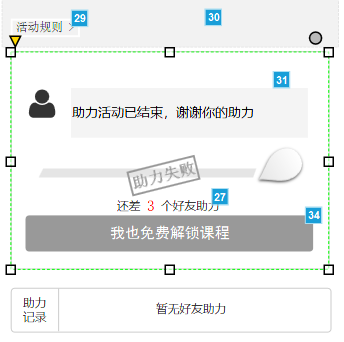 活动规则 >
29
30
31
助力活动已结束，谢谢你的助力
助力失败
27
还差 3 个好友助力
34
我也免费解锁课程
助力
记录
暂无好友助力